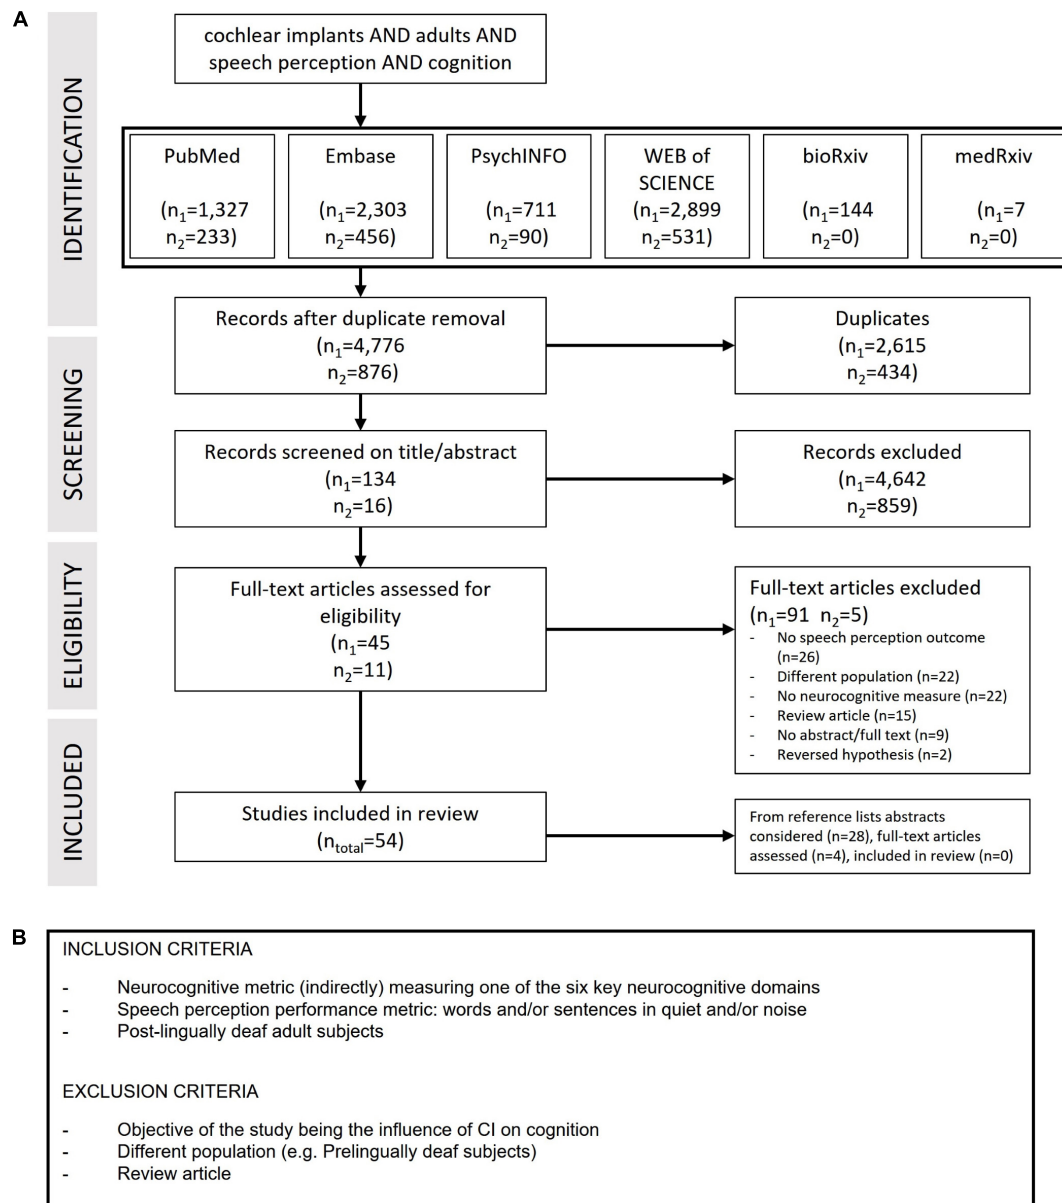 A
IDENTIFICATION
cochlear implants AND adults AND
speech perception AND cognition
PubMed
(n1=1,327
n2=233)
Embase
(n1=2,303
n2=456)
PsychINFO
(n1=711
n2=90)
WEB of
SCIENCE
(n1=2,899
n2=531)
bioRxiv
(n1=144
n2=0)
medRxiv
(n1=7
n2=0)
Records after duplicate removal
(n1=4,776
n2=876)
Duplicates
(n1=2,615
n2=434)
SCREENING
Records screened on title/abstract
(n1=134
n2=16)
Records excluded
(n1=4,642
n2=859)
ELIGIBILITY
Full-text articles assessed for
eligibility
(n1=45
n2=11)
Full-text articles excluded
(n1=91 n2=5)
- No speech perception outcome
(n=26)
- Different population (n=22)
- No neurocognitive measure (n=22)
- Review article (n=15)
- No abstract/full text (n=9)
- Reversed hypothesis (n=2)
INCLUDED
Studies included in review
(ntotal=54)
From reference lists abstracts
considered (n=28), full-text articles
assessed (n=4), included in review (n=0)
B
INCLUSION CRITERIA
- Neurocognitive metric (indirectly) measuring one of the six key neurocognitive domains
- Speech perception performance metric: words and/or sentences in quiet and/or noise
- Post-lingually deaf adult subjects
EXCLUSION CRITERIA
- Objective of the study being the influence of CI on cognition
- Different population (e.g. Prelingually deaf subjects)
- Review article